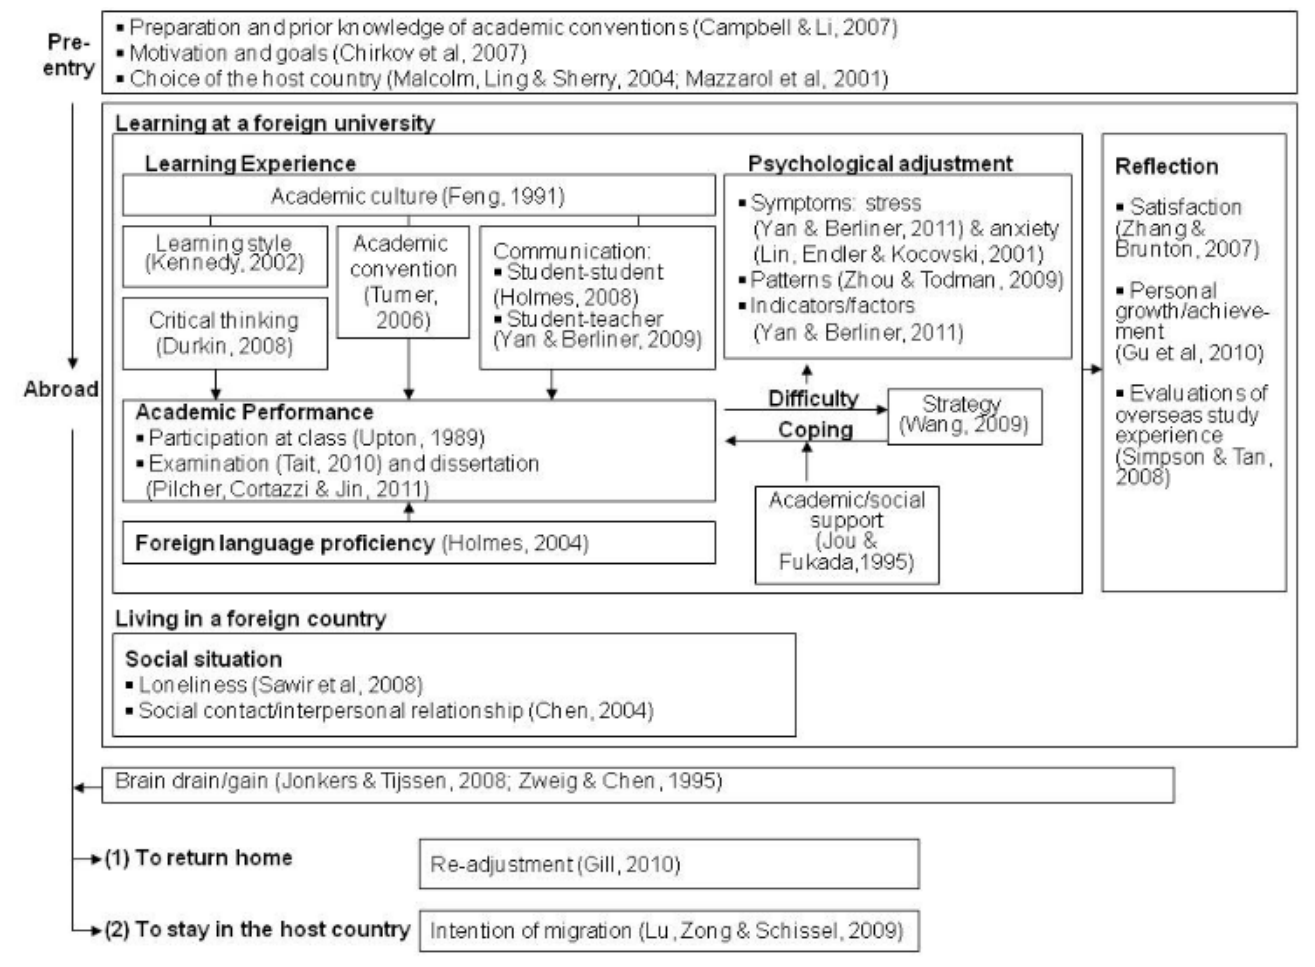 Pre-
entry
▪ Preparation and prior knowledge of academic conventions (Campbell & Li, 2007)
▪ Motivation and goals (Chirkov et al, 2007)
▪ Choice of the host country (Malcolm, Ling & Sherry, 2004; Mazzarol et al, 2001)
Abroad
Learning at a foreign university
Learning Experience
Academic culture (Feng, 1991)
Learning style
(Kennedy, 2002)
Critical thinking
(Durkin, 2008)
Academic
convention
(Turner,
2006)
Communication:
▪ Student-student
(Holmes, 2008)
▪ Student-teacher
(Yan & Berliner, 2009)
Academic Performance
▪ Participation at class (Upton, 1989)
▪ Examination (Tait, 2010) and dissertation
(Pilcher, Cortazzi & Jin, 2011)
Foreign language proficiency (Holmes, 2004)
Psychological adjustment
▪ Symptoms: stress
(Yan & Berliner, 2011) & anxiety
(Lin, Endler & Kocovski, 2001)
▪ Patterns (Zhou & Todman, 2009)
▪ Indicators/factors
(Yan & Berliner, 2011)
Difficulty
Coping
Strategy
(Wang, 2009)
Academic/social
support
(Jou &
Fukada,1995)
Reflection
▪ Satisfaction
(Zhang &
Brunton, 2007)
▪ Personal
growth/achieve-
ment
(Gu et al, 2010)
▪ Evaluations of
overseas study
experience
(Simpson & Tan,
2008)
Living in a foreign country
Social situation
▪ Loneliness (Sawir et al, 2008)
▪ Social contact/interpersonal relationship (Chen, 2004)
Brain drain/gain (Jonkers & Tijssen, 2008; Zweig & Chen, 1995)
(1) To return home
Re-adjustment (Gill, 2010)
(2) To stay in the host country
Intention of migration (Lu, Zong & Schissel, 2009)